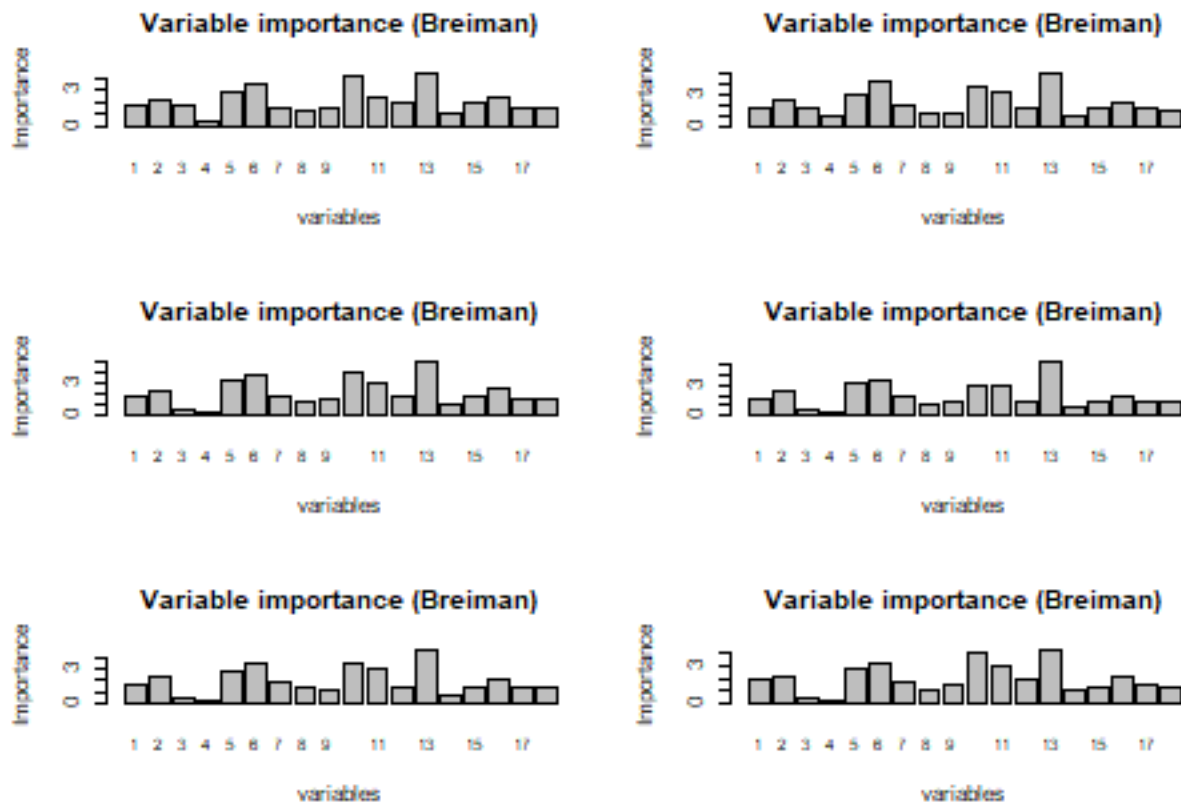 Variable importance (Breiman)
Importance
0 3
1 2 3 4 5 6 7 8 9 11 13 15 17
variables
Variable importance (Breiman)
Importance
0 3
1 2 3 4 5 6 7 8 9 11 13 15 17
variables
Variable importance (Breiman)
Importance
0 3
1 2 3 4 5 6 7 8 9 11 13 15 17
variables
Variable importance (Breiman)
Importance
0 3
1 2 3 4 5 6 7 8 9 11 13 15 17
variables
Variable importance (Breiman)
Importance
0 3
1 2 3 4 5 6 7 8 9 11 13 15 17
variables
Variable importance (Breiman)
Importance
0 3
1 2 3 4 5 6 7 8 9 11 13 15 17
variables